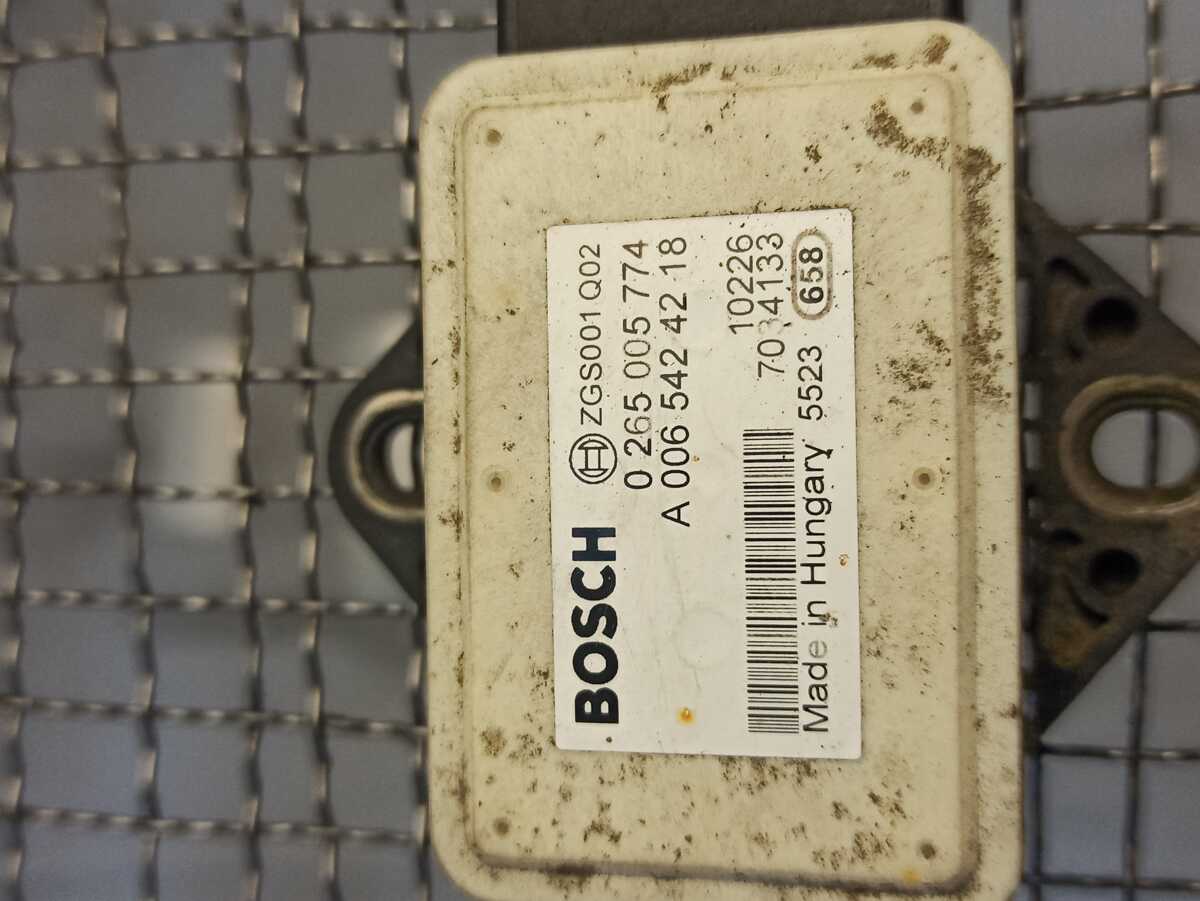 BOSCH ZGS001 Q02
0 265 005 774
A 006 542 42 18
10226
7034133
Made in Hungary 5523 658